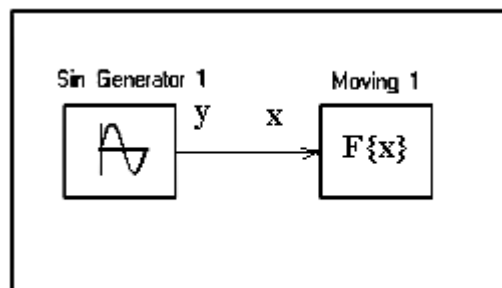 Sin Generator 1
Moving 1
y
x
F{x}